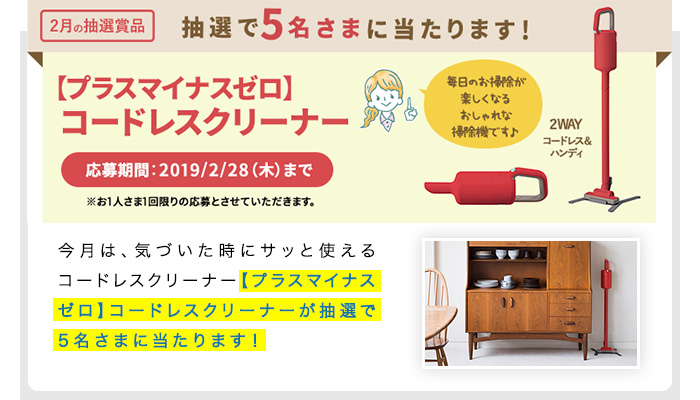 2月の抽選賞品
抽選で5名さまに当たります!
【プラスマイナスゼロ】
コードレスクリーナー
応募期間:2019/2/28(木)まで
※お1人さま1回限りの応募とさせていただきます。
毎日のお掃除が
楽しくなる
おしゃれな
掃除機です♪
2WAY
コードレス&
ハンディ
今月は、気づいた時にサッと使える
コードレスクリーナー【プラスマイナス
ゼロ】コードレスクリーナーが抽選で
5名さまに当たります!